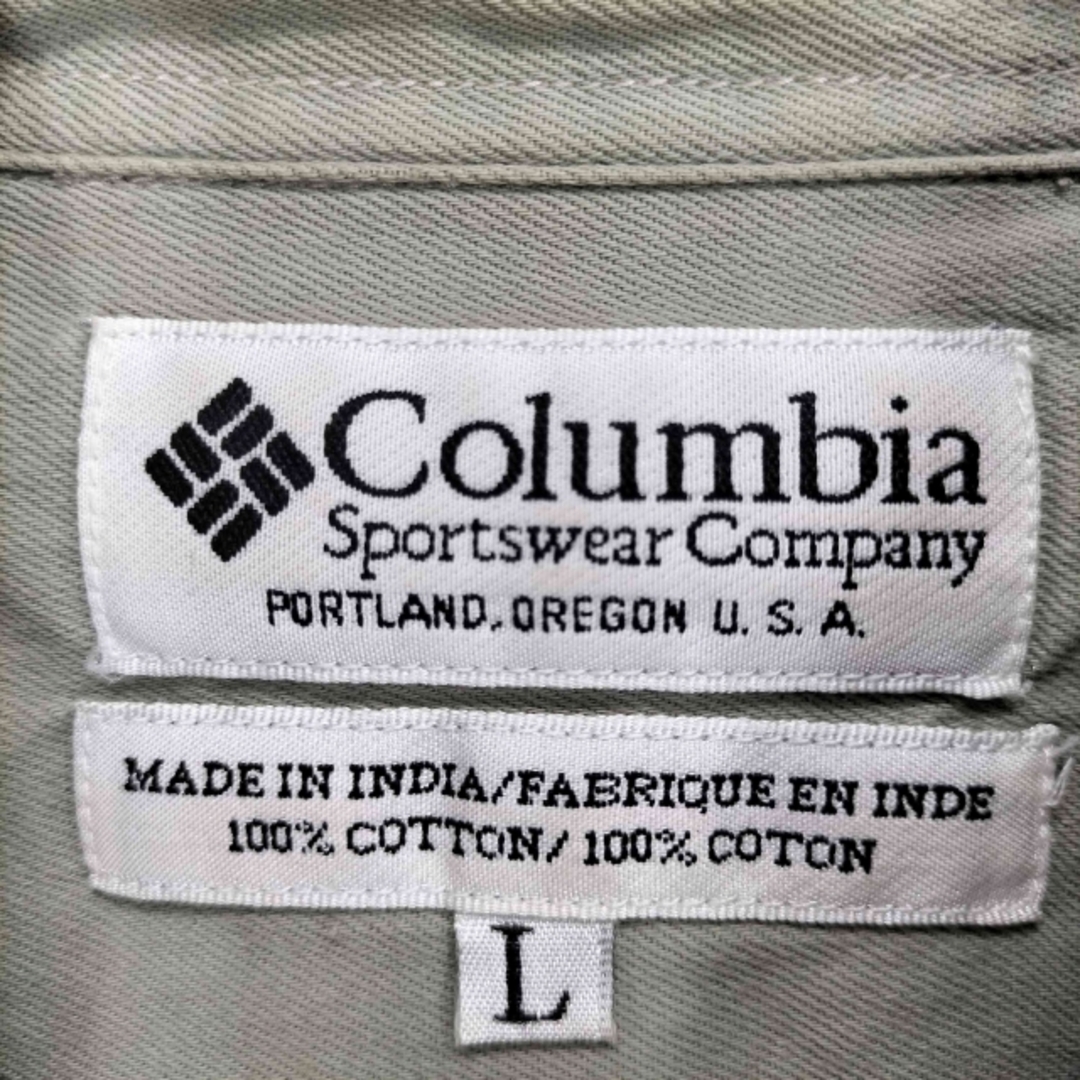 Columbia
Sportswear Company
PORTLAND, OREGON U. S. A.
MADE IN INDIA/FABRIQUE EN INDE
100% COTTON/ 100% COTON
L